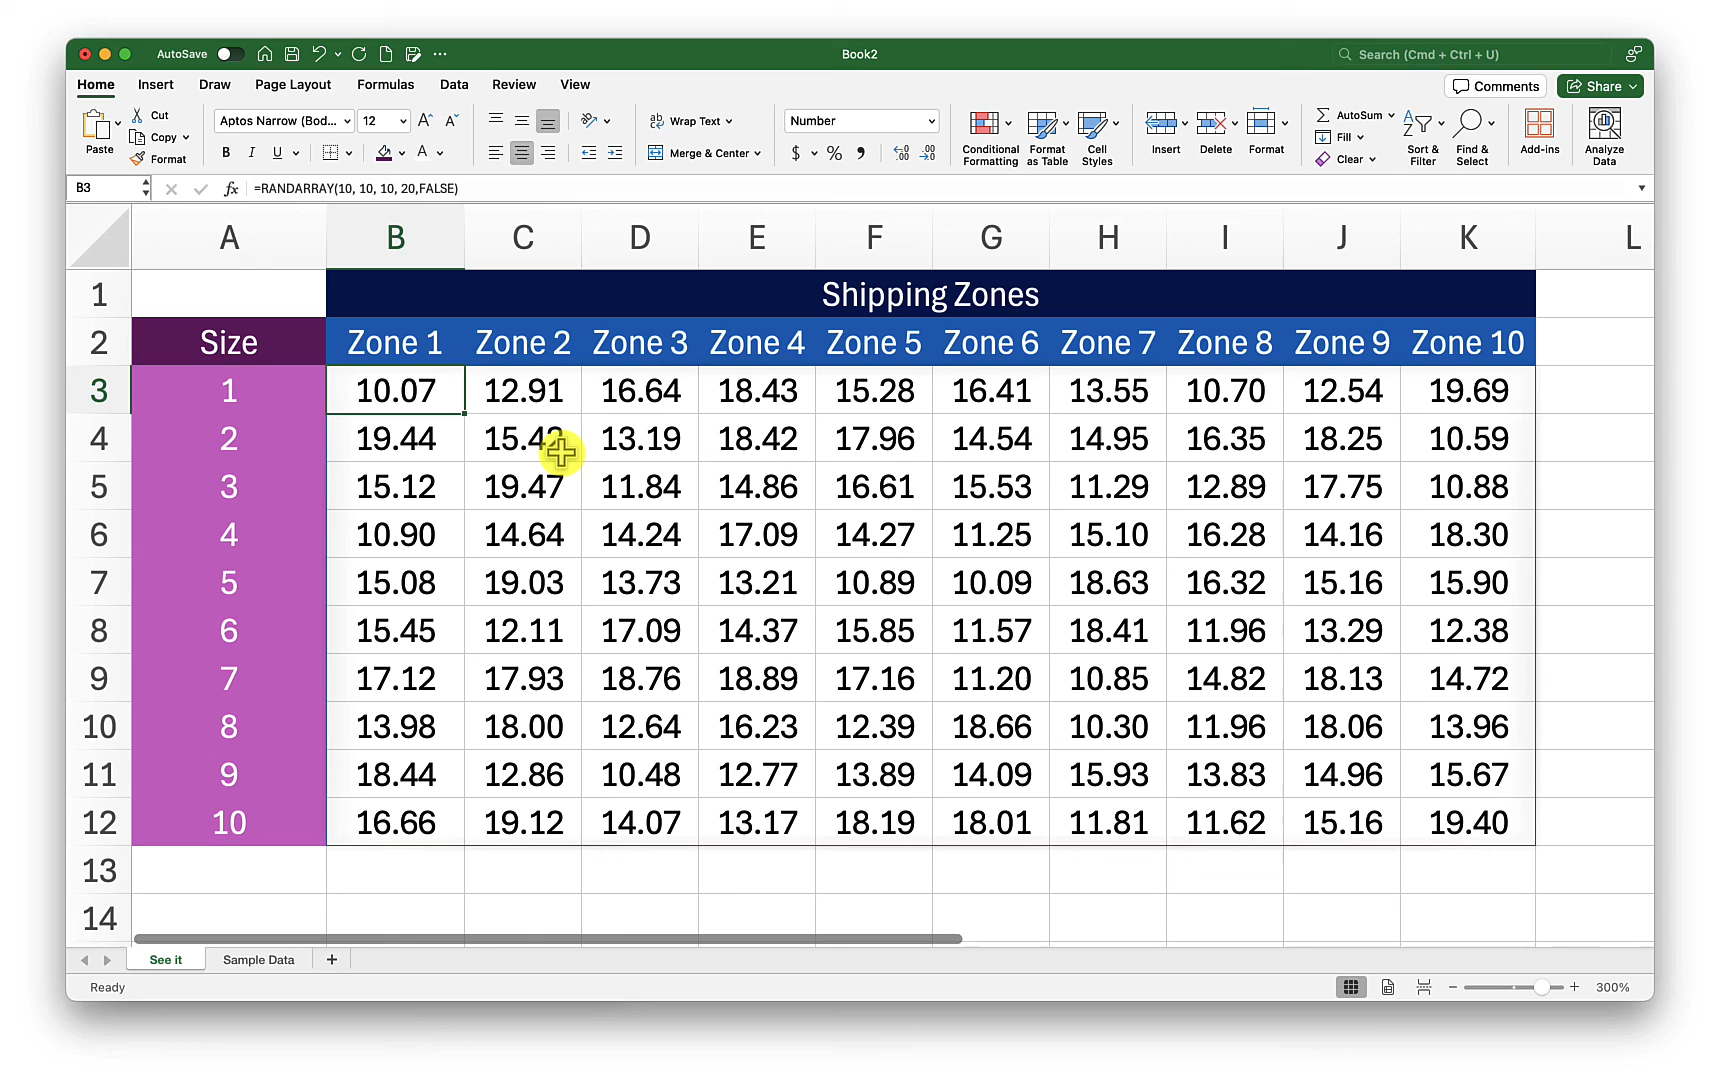 AutoSave
Book2
Search (Cmd + Ctrl + U)
Home Insert Draw Page Layout Formulas Data Review View
Comments Share
Paste
Cut
Copy
Format
Aptos Narrow (Bod... 12
B I U
Wrap Text
Merge & Center
Number
$ %
Conditional Formatting
Format as Table
Cell Styles
Insert Delete Format
AutoSum
Fill
Clear
Sort & Filter
Find & Select
Add-ins
Analyze Data
B3 fx =RANDARRAY(10, 10, 10, 20,FALSE)
A B C D E F G H I J K L
1 Shipping Zones
2 Size Zone 1 Zone 2 Zone 3 Zone 4 Zone 5 Zone 6 Zone 7 Zone 8 Zone 9 Zone 10
3 1 10.07 12.91 16.64 18.43 15.28 16.41 13.55 10.70 12.54 19.69
4 2 19.44 13.19 18.42 17.96 14.54 14.95 16.35 18.25 10.59
5 3 15.12 19.47 11.84 14.86 16.61 15.53 11.29 12.89 17.75 10.88
6 4 10.90 14.64 14.24 17.09 14.27 11.25 15.10 16.28 14.16 18.30
7 5 15.08 19.03 13.73 13.21 10.89 10.09 18.63 16.32 15.16 15.90
8 6 15.45 12.11 17.09 14.37 15.85 11.57 18.41 11.96 13.29 12.38
9 7 17.12 17.93 18.76 18.89 17.16 11.20 10.85 14.82 18.13 14.72
10 8 13.98 18.00 12.64 16.23 12.39 18.66 10.30 11.96 18.06 13.96
11 9 18.44 12.86 10.48 12.77 13.89 14.09 15.93 13.83 14.96 15.67
12 10 16.66 19.12 14.07 13.17 18.19 18.01 11.81 11.62 15.16 19.40
13
14
See it Sample Data +
Ready
300%